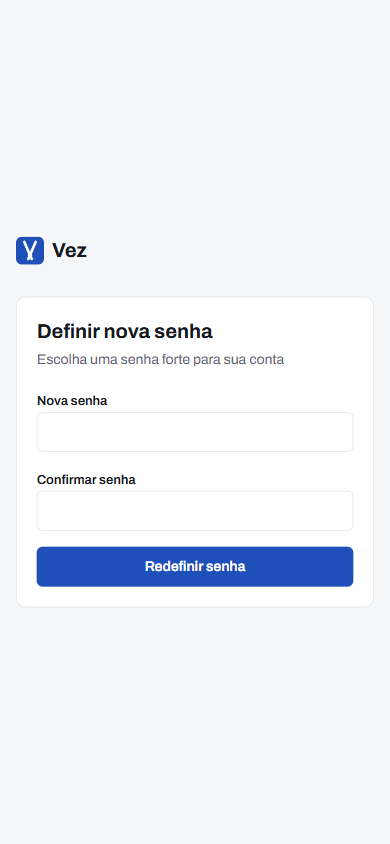 Vez
Definir nova senha
Escolha uma senha forte para sua conta
Nova senha
Confirmar senha
Redefinir senha